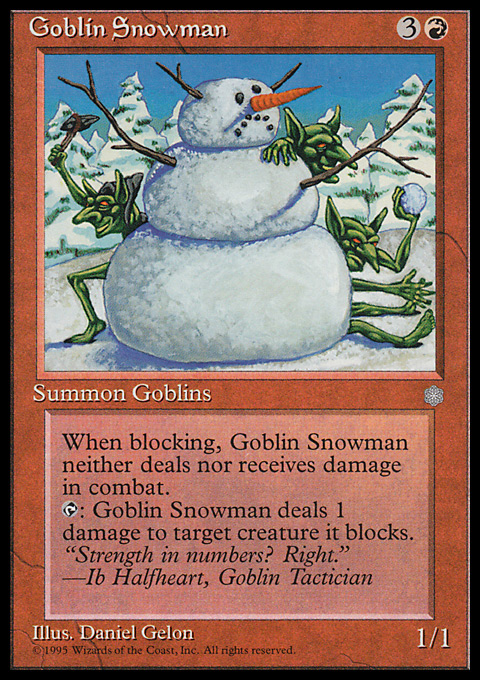 Goblin Snowman 3
Summon Goblins
When blocking, Goblin Snowman
neither deals nor receives damage
in combat.
: Goblin Snowman deals 1
damage to target creature it blocks.
“Strength in numbers? Right.”
—Ib Halfheart, Goblin Tactician
Illus. Daniel Gelon
©1995 Wizards of the Coast, Inc. All rights reserved.
1/1